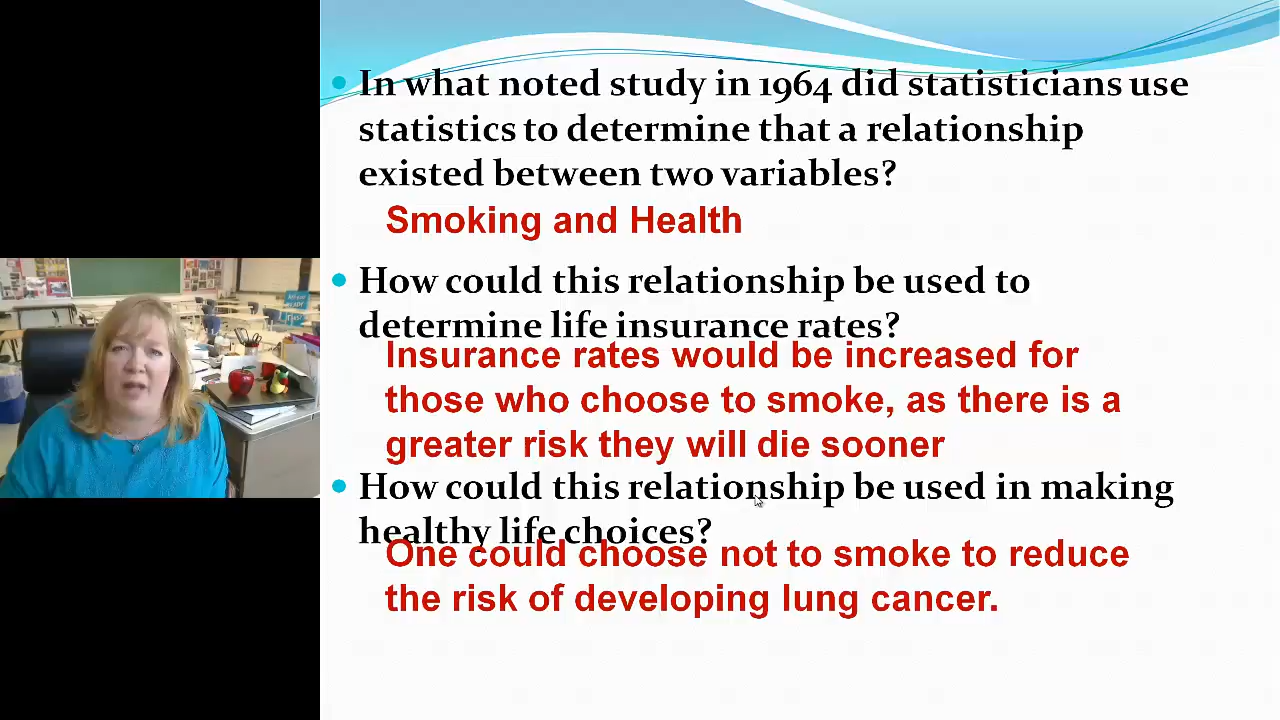 In what noted study in 1964 did statisticians use
statistics to determine that a relationship
existed between two variables?
Smoking and Health
How could this relationship be used to
determine life insurance rates?
Insurance rates would be increased for
those who choose to smoke, as there is a
greater risk they will die sooner
How could this relationship be used in making
healthy life choices?
One could choose not to smoke to reduce
the risk of developing lung cancer.